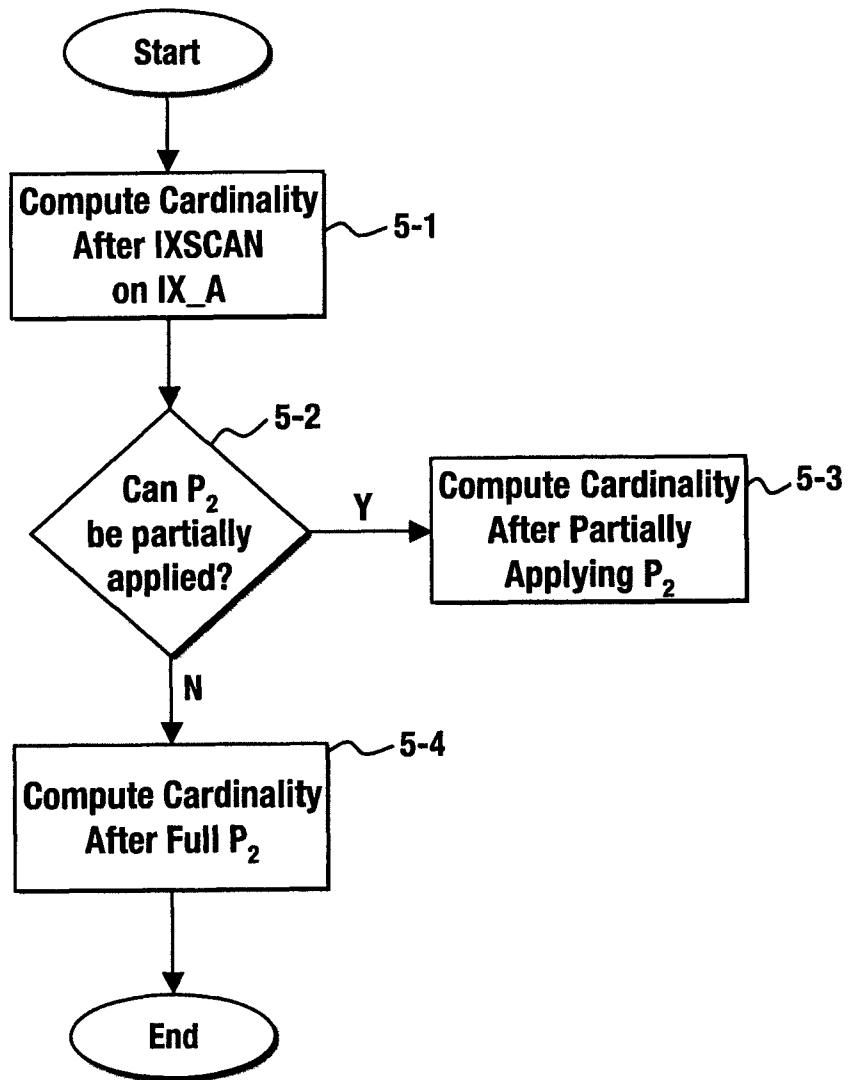 Start
Compute Cardinality
After IXSCAN
on IX_A
5-1
5-2
Can P₂
be partially
applied?
Y
Compute Cardinality
After Partially
Applying P₂
5-3
N
5-4
Compute Cardinality
After Full P₂
End